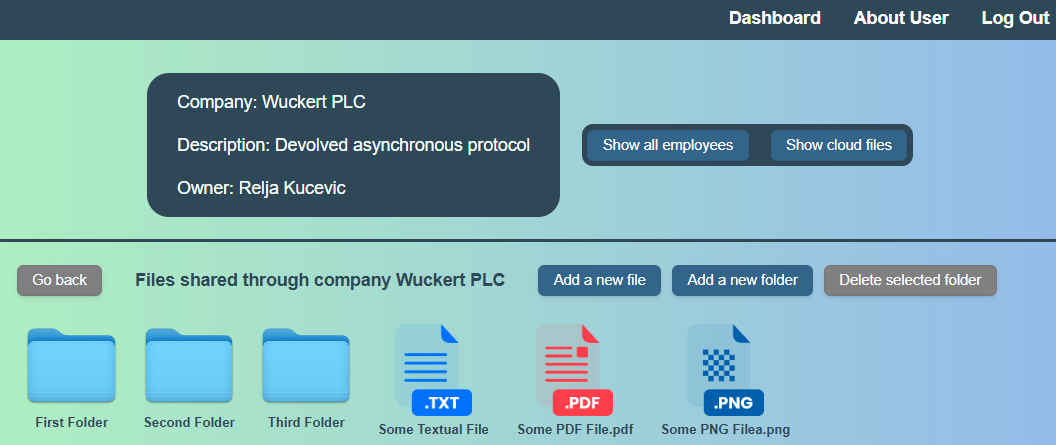 Dashboard About User Log Out
Company: Wuckert PLC
Description: Devolved asynchronous protocol
Owner: Relja Kucevic
Show all employees Show cloud files
Go back Files shared through company Wuckert PLC Add a new file Add a new folder Delete selected folder
.TXT .PDF .PNG
First Folder Second Folder Third Folder Some Textual File Some PDF File.pdf Some PNG Filea.png